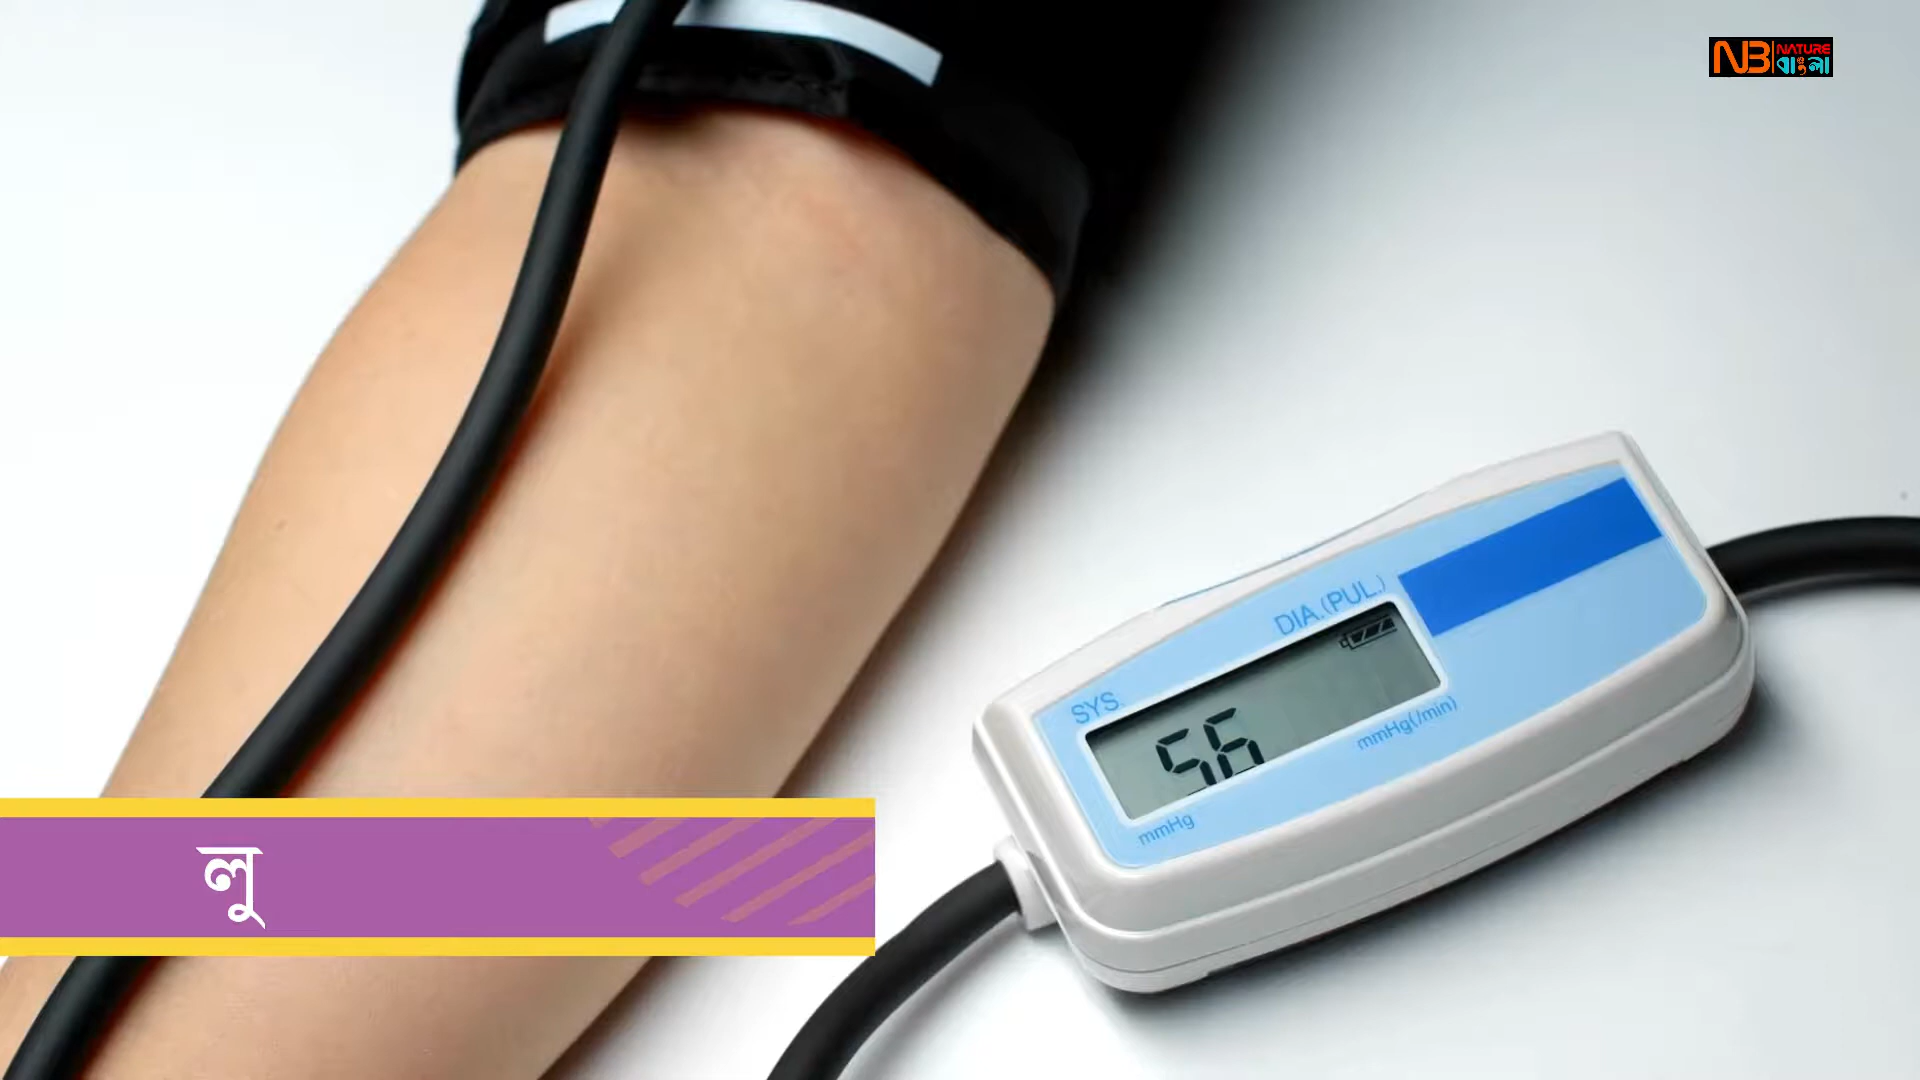 NB NATURE
বাংলা
DIA.(PUL.)
SYS.
56
mmHg(/min)
mmHg
লু